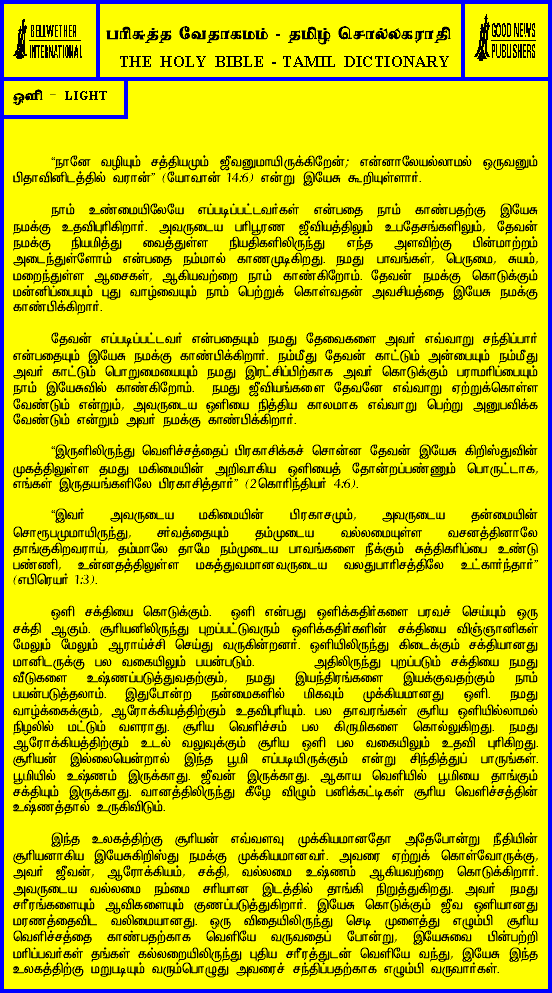 BELLWETHER
INTERNATIONAL
பரிசுத்த வேதாகமம் - தமிழ் சொல்லகராதி
THE HOLY BIBLE - TAMIL DICTIONARY
GOOD NEWS
PUBLISHERS
ஒளி - LIGHT
“நானே வழியும் சத்தியமும் ஜீவனுமாயிருக்கிறேன்; என்னாலேயல்லாமல் ஒருவனும்
பிதாவினிடத்தில் வரான்” (யோவான் 14:6) என்று இயேசு கூறியுள்ளார்.
நாம் உண்மையிலேயே எப்படிப்பட்டவர்கள் என்பதை நாம் காண்பதற்கு இயேசு
நமக்கு உதவிபுரிகிறார். அவருடைய பரிபூரண ஜீவியத்திலும் உபதேசங்களிலும், தேவன்
நமக்கு நியமித்து வைத்துள்ள நியதிகளிலிருந்து எந்த அளவிற்கு பின்மாற்றம்
அடைந்துள்ளோம் என்பதை நம்மால் காணமுடிகிறது. நமது பாவங்கள், பெருமை, சுயம்,
மறைந்துள்ள ஆசைகள், ஆகியவற்றை நாம் காண்கிறோம். தேவன் நமக்கு கொடுக்கும்
மன்னிப்பையும் புது வாழ்வையும் நாம் பெற்றுக் கொள்வதன் அவசியத்தை இயேசு நமக்கு
காண்பிக்கிறார்.
தேவன் எப்படிப்பட்டவர் என்பதையும் நமது தேவைகளை அவர் எவ்வாறு சந்திப்பார்
என்பதையும் இயேசு நமக்கு காண்பிக்கிறார். நம்மீது தேவன் காட்டும் அன்பையும் நம்மீது
அவர் காட்டும் பொறுமையையும் நமது இரட்சிப்பிற்காக அவர் கொடுக்கும் பராமரிப்பையும்
நாம் இயேசுவில் காண்கிறோம். நமது ஜீவியங்களை தேவனே எவ்வாறு ஏற்றுக்கொள்ள
வேண்டும் என்றும், அவருடைய ஒளியை நித்திய காலமாக எவ்வாறு பெற்று அனுபவிக்க
வேண்டும் என்றும் அவர் நமக்கு காண்பிக்கிறார்.
“இருளிலிருந்து வெளிச்சத்தைப் பிரகாசிக்கச் சொன்ன தேவன் இயேசு கிறிஸ்துவின்
முகத்திலுள்ள தமது மகிமையின் அறிவாகிய ஒளியைத் தோன்றப்பண்ணும் பொருட்டாக,
எங்கள் இருதயங்களிலே பிரகாசித்தார்” (2கொரிந்தியர் 4:6).
“இவர் அவருடைய மகிமையின் பிரகாசமும், அவருடைய தன்மையின்
சொரூபமுமாயிருந்து, சர்வத்தையும் தம்முடைய வல்லமையுள்ள வசனத்தினாலே
தாங்குகிறவராய், தம்மாலே தாமே நம்முடைய பாவங்களை நீக்கும் சுத்திகரிப்பை உண்டு
பண்ணி, உன்னதத்திலுள்ள மகத்துவமானவருடைய வலதுபாரிசத்திலே உட்கார்ந்தார்”
(எபிரெயர் 1:3).
ஒளி சக்தியை கொடுக்கும். ஒளி என்பது ஒளிக்கதிர்களை பரவச் செய்யும் ஒரு
சக்தி ஆகும். சூரியனிலிருந்து புறப்பட்டுவரும் ஒளிக்கதிர்களின் சக்தியை விஞ்ஞானிகள்
மேலும் மேலும் ஆராய்ச்சி செய்து வருகின்றனர். ஒளியிலிருந்து கிடைக்கும் சக்தியானது
மானிடருக்கு பல வகையிலும் பயன்படும். அதிலிருந்து புறப்படும் சக்தியை நமது
வீடுகளை உஷ்ணப்படுத்துவதற்கும், நமது இயந்திரங்களை இயக்குவதற்கும் நாம்
பயன்படுத்தலாம். இதுபோன்ற நன்மைகளில் மிகவும் முக்கியமானது ஒளி. நமது
வாழ்க்கைக்கும், ஆரோக்கியத்திற்கும் உதவிபுரியும். பல தாவரங்கள் சூரிய ஒளியில்லாமல்
நிழலில் மட்டும் வளராது. சூரிய வெளிச்சம் பல கிருமிகளை கொல்லுகிறது. நமது
ஆரோக்கியத்திற்கும் உடல் வலுவுக்கும் சூரிய ஒளி பல வகையிலும் உதவி புரிகிறது.
சூரியன் இல்லையென்றால் இந்த பூமி எப்படியிருக்கும் என்று சிந்தித்துப் பாருங்கள்.
பூமியில் உஷ்ணம் இருக்காது. ஜீவன் இருக்காது. ஆகாய வெளியில் பூமியை தாங்கும்
சக்தியும் இருக்காது. வானத்திலிருந்து கீழே விழும் பனிக்கட்டிகள் சூரிய வெளிச்சத்தின்
உஷ்ணத்தால் உருகிவிடும்.
இந்த உலகத்திற்கு சூரியன் எவ்வளவு முக்கியமானதோ அதேபோன்று நீதியின்
சூரியனாகிய இயேசுகிறிஸ்து நமக்கு முக்கியமானவர். அவரை ஏற்றுக் கொள்வோருக்கு,
அவர் ஜீவன், ஆரோக்கியம், சக்தி, வல்லமை உஷ்ணம் ஆகியவற்றை கொடுக்கிறார்.
அவருடைய வல்லமை நம்மை சரியான இடத்தில் தாங்கி நிறுத்துகிறது. அவர் நமது
சரீரங்களையும் ஆவிகளையும் குணப்படுத்துகிறார். இயேசு கொடுக்கும் ஜீவ ஒளியானது
மரணத்தைவிட வலிமையானது. ஒரு விதையிலிருந்து செடி முளைத்து எழும்பி சூரிய
வெளிச்சத்தை காண்பதற்காக வெளியே வருவதைப் போன்று, இயேசுவை பின்பற்றி
மரிப்பவர்கள் தங்கள் கல்லறையிலிருந்து புதிய சரீரத்துடன் வெளியே வந்து, இயேசு இந்த
உலகத்திற்கு மறுபடியும் வரும்பொழுது அவரைச் சந்திப்பதற்காக எழும்பி வருவார்கள்.